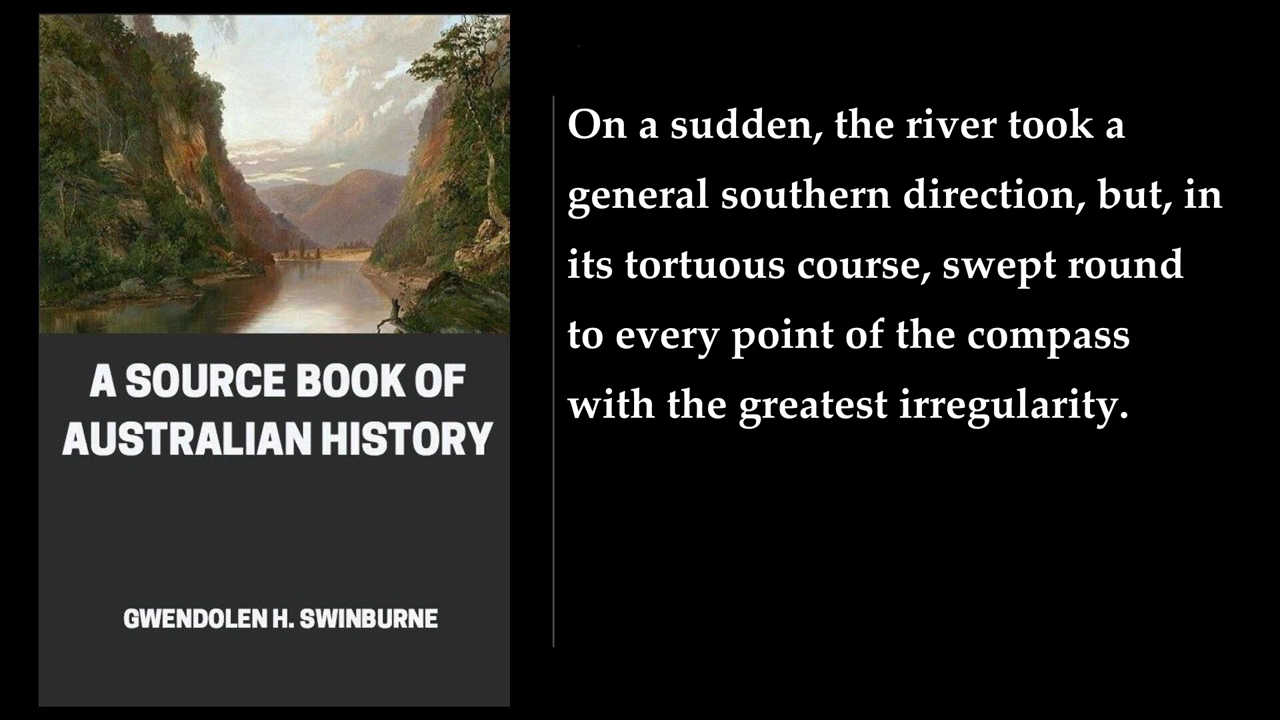 A SOURCE BOOK OF
AUSTRALIAN HISTORY
GWENDOLEN H. SWINBURNE
On a sudden, the river took a
general southern direction, but, in
its tortuous course, swept round
to every point of the compass
with the greatest irregularity.